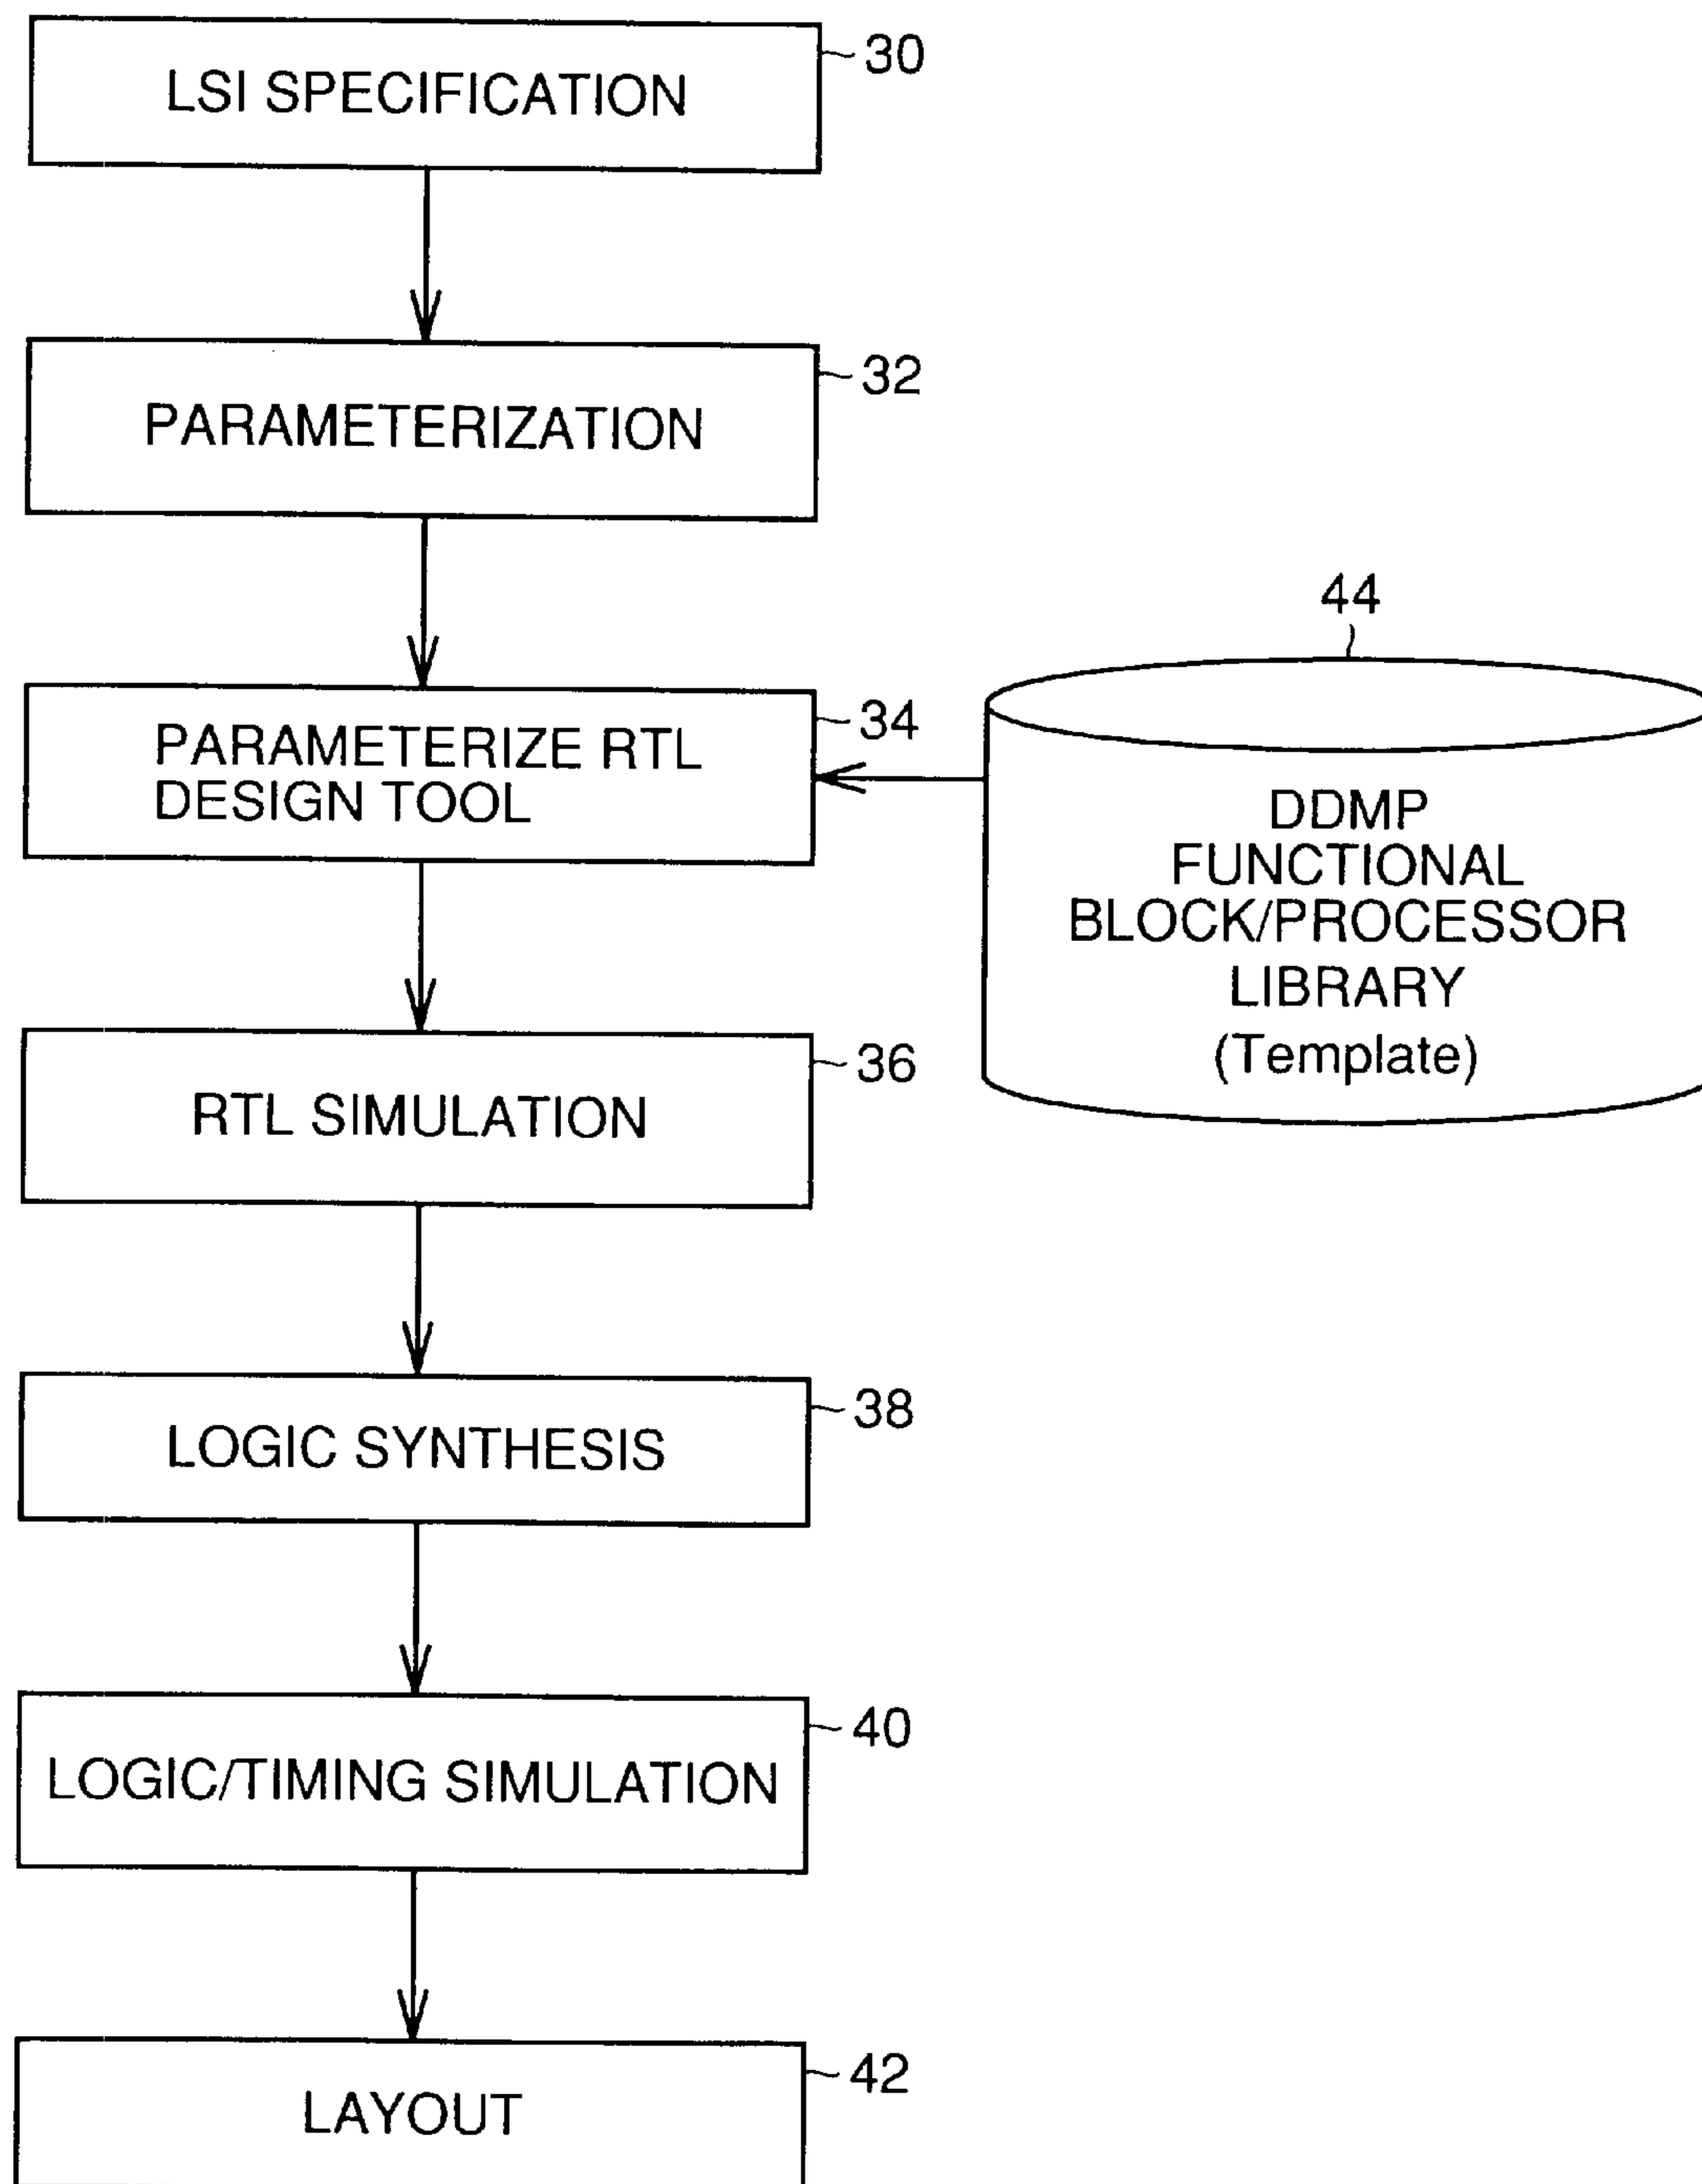 LSI SPECIFICATION
30
PARAMETERIZATION
32
PARAMETERIZE RTL
DESIGN TOOL
34
44
DDMP
FUNCTIONAL
BLOCK/PROCESSOR
LIBRARY
(Template)
RTL SIMULATION
36
LOGIC SYNTHESIS
38
LOGIC/TIMING SIMULATION
40
LAYOUT
42